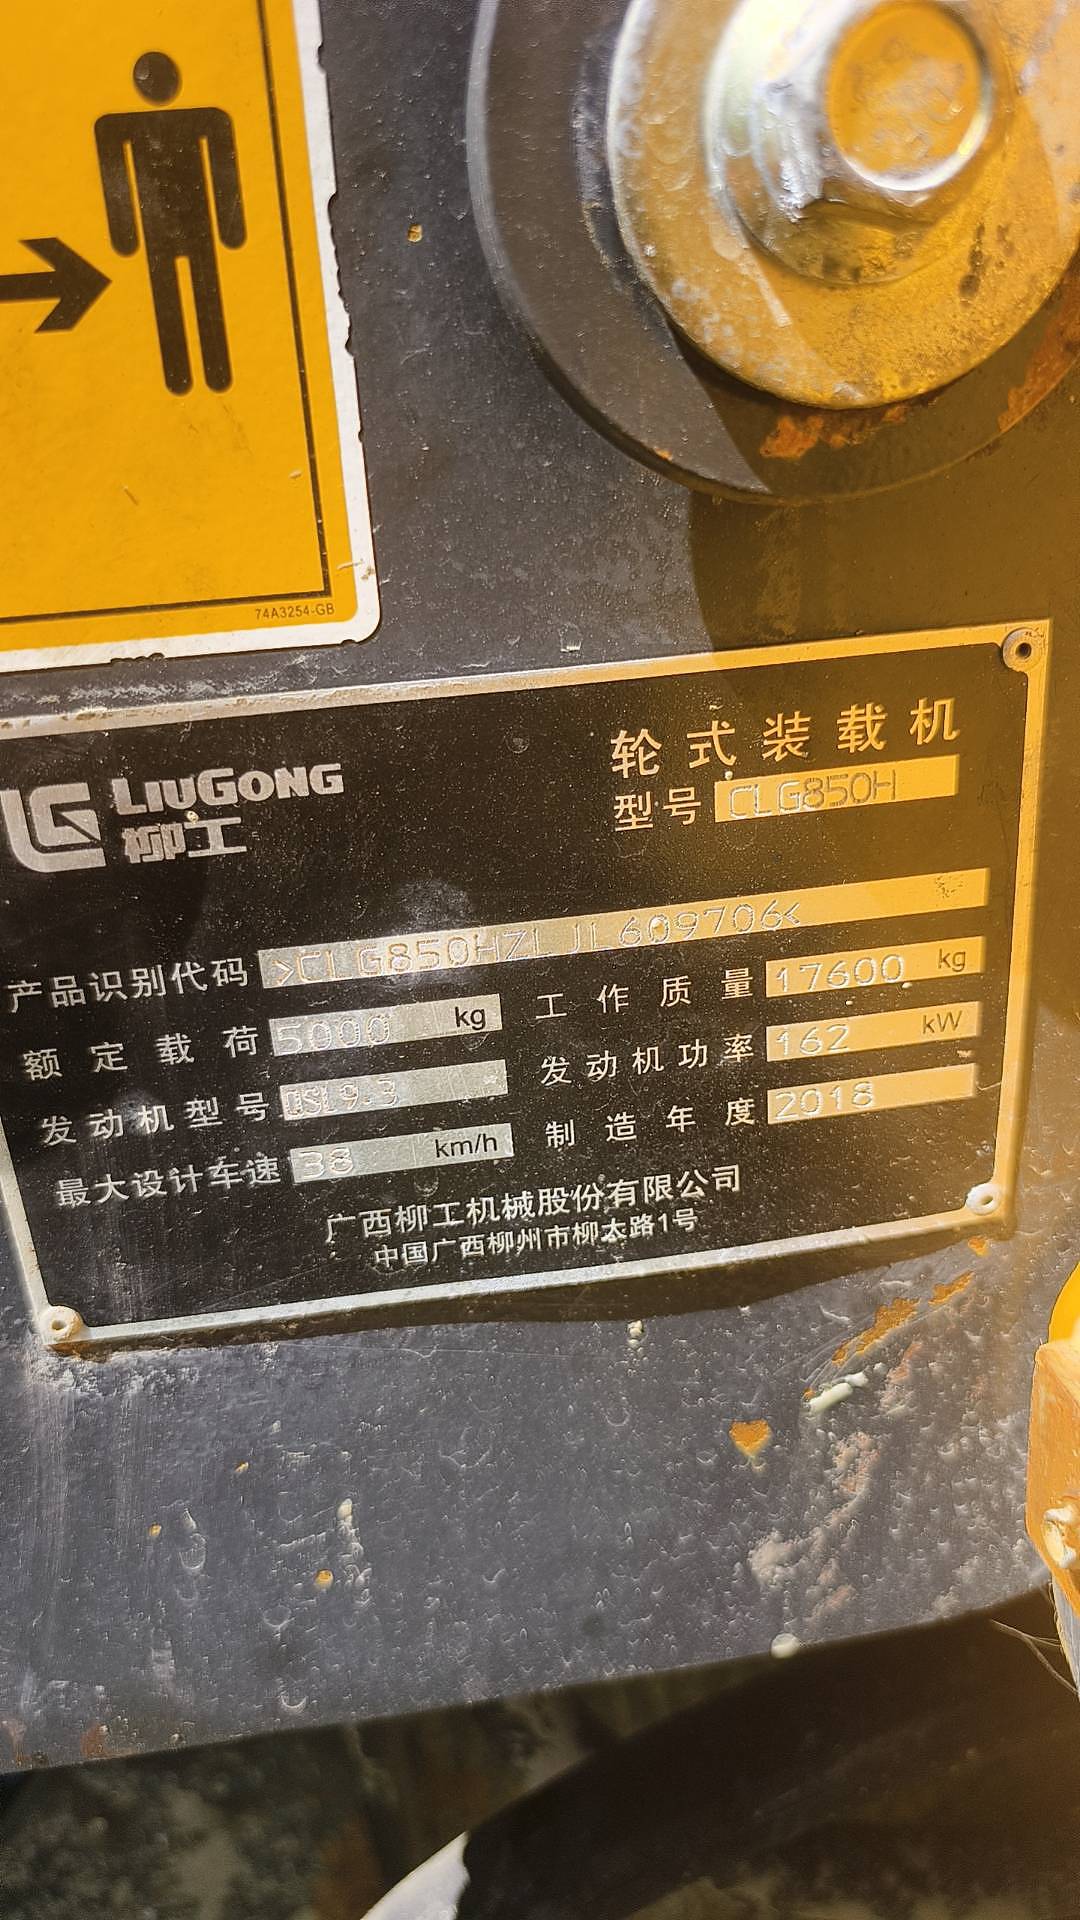 74A3254-GB
LG LIUGONG
柳工
轮式装载机
型号 CLG850H
产品识别代码 >CLG850HZLJL609706<
额定载荷 5000 kg
工作质量 17600 kg
发动机型号 QSL9.3
发动机功率 162 kW
最大设计车速 38 km/h
制造年度 2018
广西柳工机械股份有限公司
中国广西柳州市柳太路1号